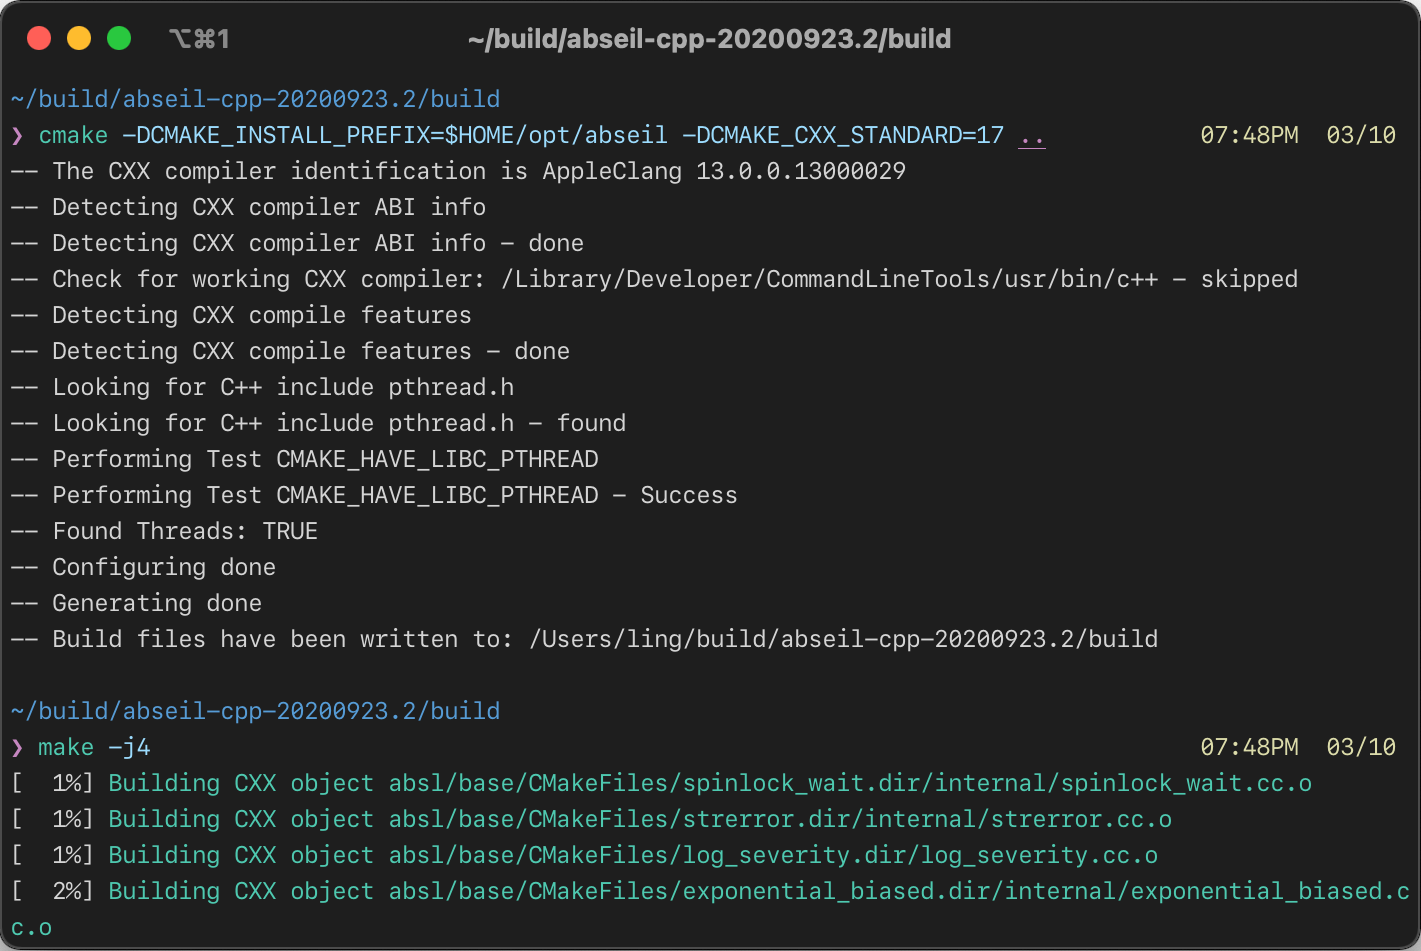 ⌥⌘1 ~/build/abseil-cpp-20200923.2/build
~/build/abseil-cpp-20200923.2/build
❯ cmake -DCMAKE_INSTALL_PREFIX=$HOME/opt/abseil -DCMAKE_CXX_STANDARD=17 .. 07:48PM 03/10
-- The CXX compiler identification is AppleClang 13.0.0.13000029
-- Detecting CXX compiler ABI info
-- Detecting CXX compiler ABI info - done
-- Check for working CXX compiler: /Library/Developer/CommandLineTools/usr/bin/c++ - skipped
-- Detecting CXX compile features
-- Detecting CXX compile features - done
-- Looking for C++ include pthread.h
-- Looking for C++ include pthread.h - found
-- Performing Test CMAKE_HAVE_LIBC_PTHREAD
-- Performing Test CMAKE_HAVE_LIBC_PTHREAD - Success
-- Found Threads: TRUE
-- Configuring done
-- Generating done
-- Build files have been written to: /Users/ling/build/abseil-cpp-20200923.2/build
~/build/abseil-cpp-20200923.2/build
❯ make -j4 07:48PM 03/10
[  1%] Building CXX object absl/base/CMakeFiles/spinlock_wait.dir/internal/spinlock_wait.cc.o
[  1%] Building CXX object absl/base/CMakeFiles/strerror.dir/internal/strerror.cc.o
[  1%] Building CXX object absl/base/CMakeFiles/log_severity.dir/log_severity.cc.o
[  2%] Building CXX object absl/base/CMakeFiles/exponential_biased.dir/internal/exponential_biased.c
c.o